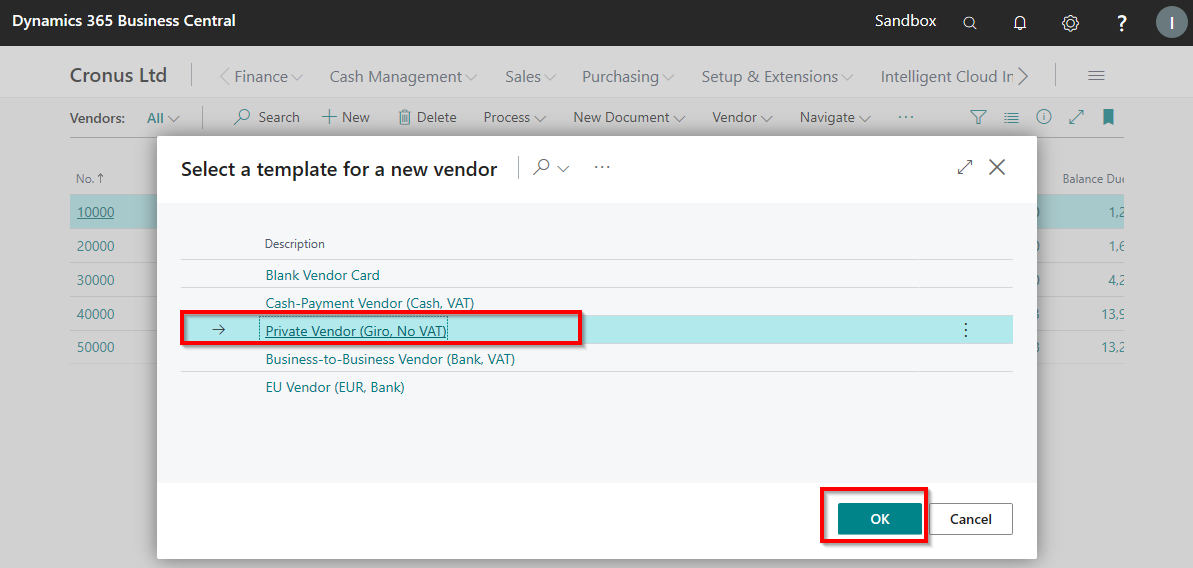 Dynamics 365 Business Central
Sandbox
?
I
Cronus Ltd
Finance
Cash Management
Sales
Purchasing
Setup & Extensions
Intelligent Cloud In
Vendors:
All
Search
New
Delete
Process
New Document
Vendor
Navigate
...
Select a template for a new vendor
...
No. ↑
Balance Due
10000
1,2
20000
1,6
30000
4,2
40000
13,9
50000
13,2
Description
Blank Vendor Card
Cash-Payment Vendor (Cash, VAT)
→ Private Vendor (Giro, No VAT)
Business-to-Business Vendor (Bank, VAT)
EU Vendor (EUR, Bank)
OK
Cancel